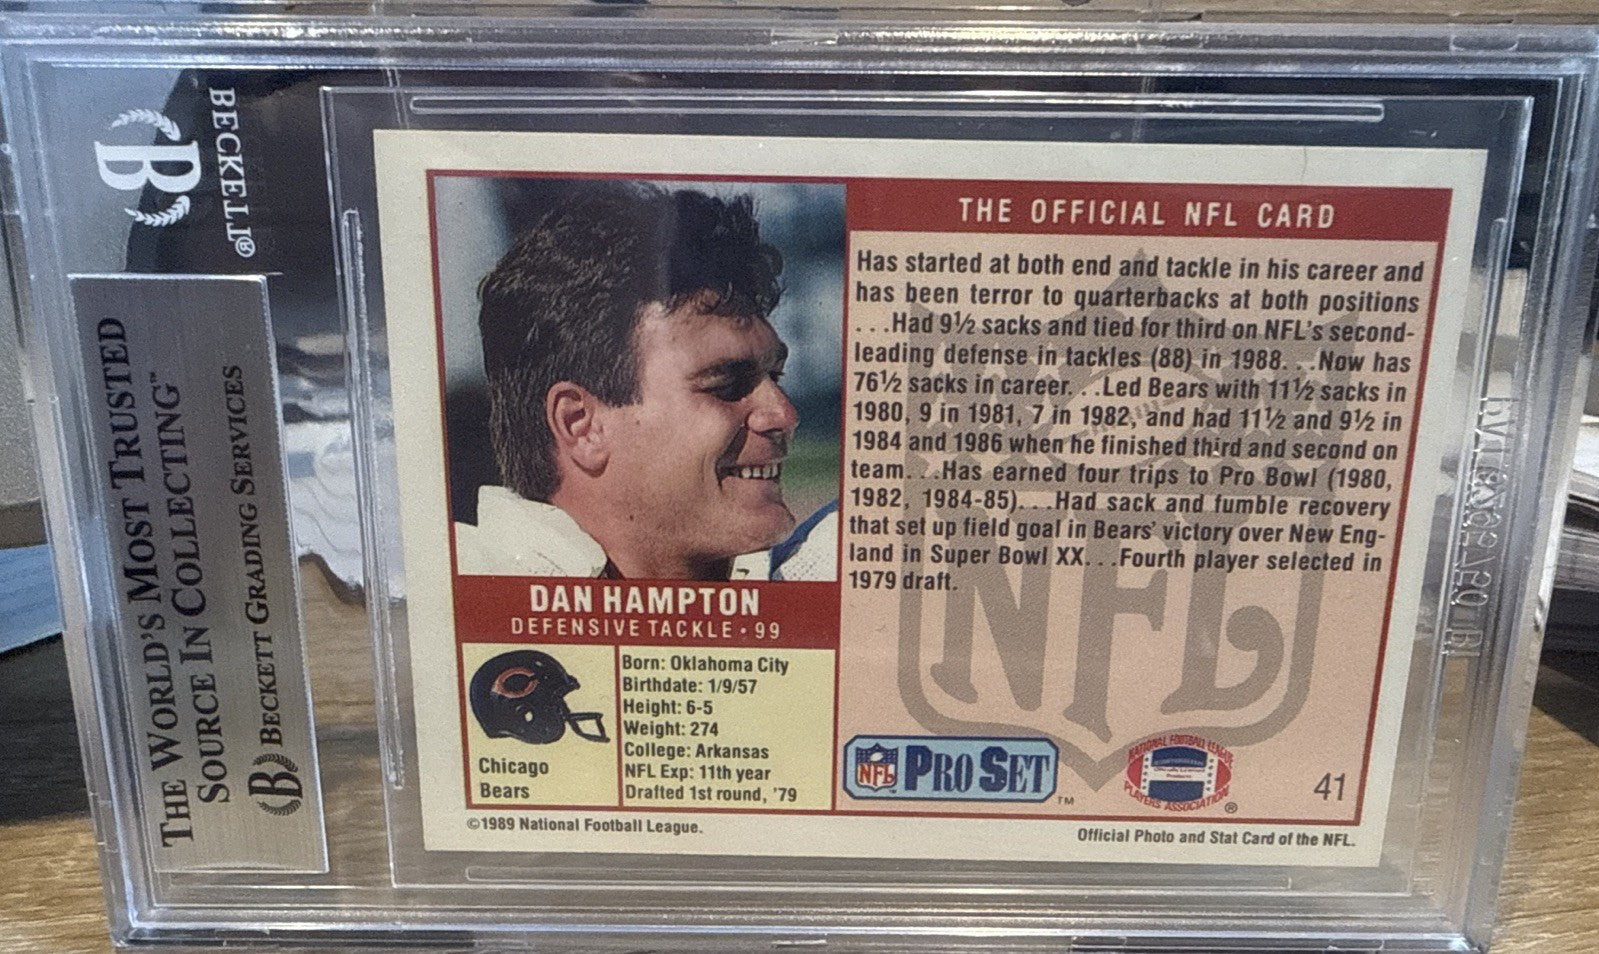 BECKETT®
B
THE WORLD'S MOST TRUSTED
SOURCE IN COLLECTING™
B BECKETT GRADING SERVICES
THE OFFICIAL NFL CARD
Has started at both end and tackle in his career and
has been terror to quarterbacks at both positions
. . .Had 9½ sacks and tied for third on NFL's second-
leading defense in tackles (88) in 1988. . .Now has
76½ sacks in career. . .Led Bears with 11½ sacks in
1980, 9 in 1981, 7 in 1982, and had 11½ and 9½ in
1984 and 1986 when he finished third and second on
team. . .Has earned four trips to Pro Bowl (1980,
1982, 1984-85). . .Had sack and fumble recovery
that set up field goal in Bears' victory over New Eng-
land in Super Bowl XX. . .Fourth player selected in
1979 draft.
NFL
DAN HAMPTON
DEFENSIVE TACKLE • 99
C
Chicago
Bears
Born: Oklahoma City
Birthdate: 1/9/57
Height: 6-5
Weight: 274
College: Arkansas
NFL Exp: 11th year
Drafted 1st round, '79
NFL PRO SET™
NATIONAL FOOTBALL LEAGUE
PLAYERS ASSOCIATION®
41
©1989 National Football League.
Official Photo and Stat Card of the NFL.